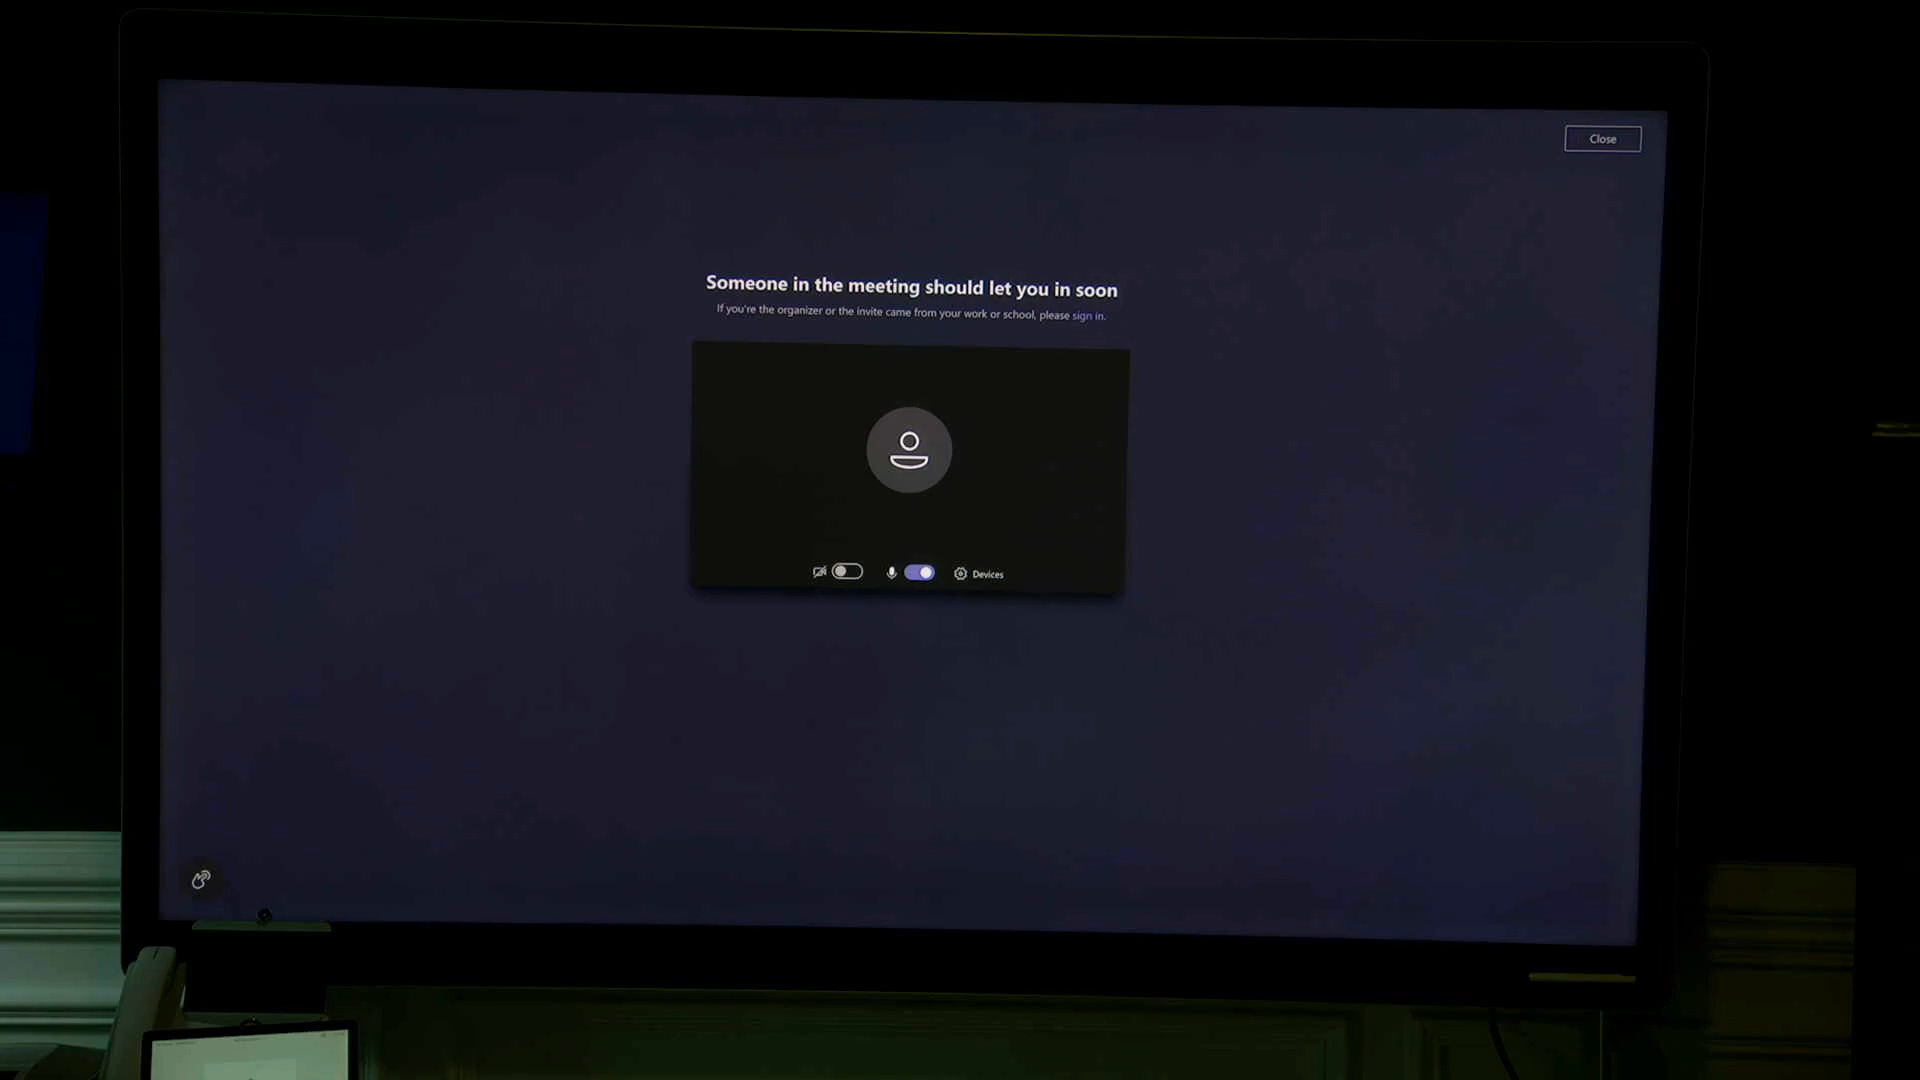 Close
Someone in the meeting should let you in soon
If you're the organizer or the invite came from your work or school, please sign in.
Devices